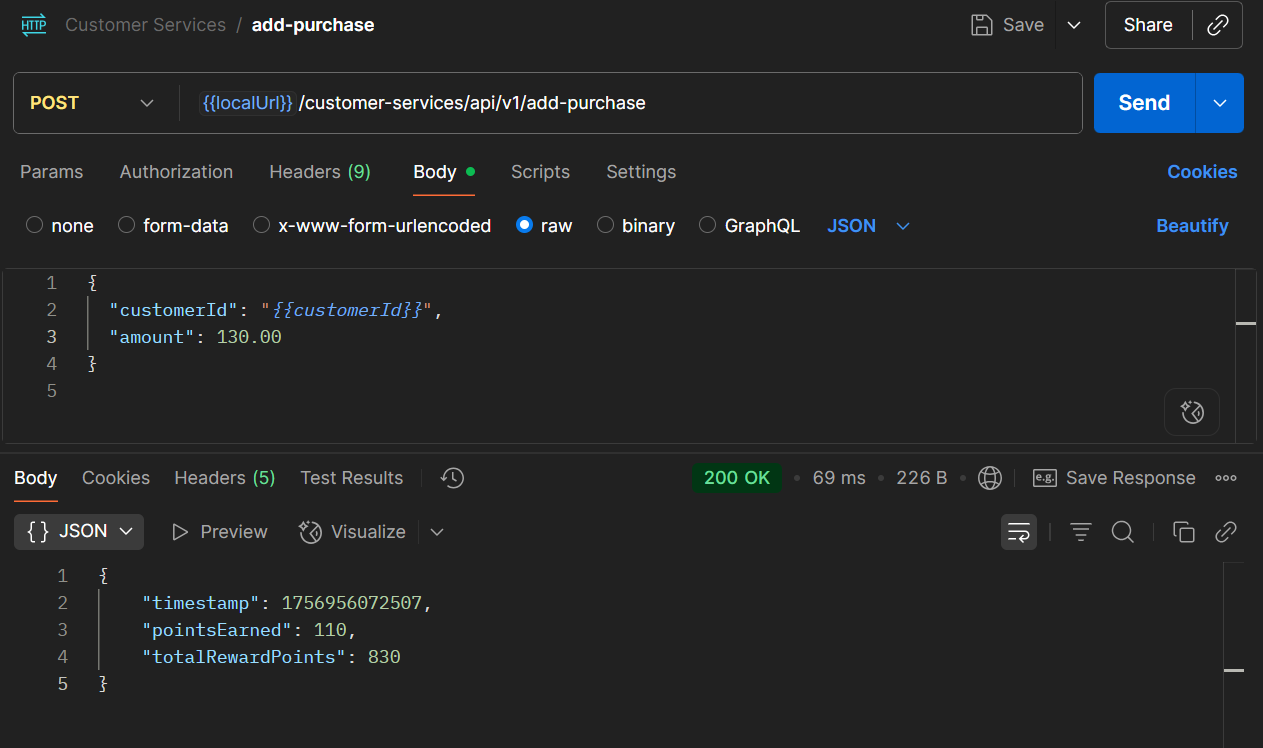 HTTP Customer Services / add-purchase Save Share
POST {{localUrl}} /customer-services/api/v1/add-purchase Send
Params Authorization Headers (9) Body Scripts Settings Cookies
none form-data x-www-form-urlencoded raw binary GraphQL JSON Beautify
1 {
2 "customerId": "{{customerId}}",
3 "amount": 130.00
4 }
5
Body Cookies Headers (5) Test Results 200 OK • 69 ms • 226 B • e.g. Save Response
{} JSON Preview Visualize
1 {
2 "timestamp": 1756956072507,
3 "pointsEarned": 110,
4 "totalRewardPoints": 830
5 }